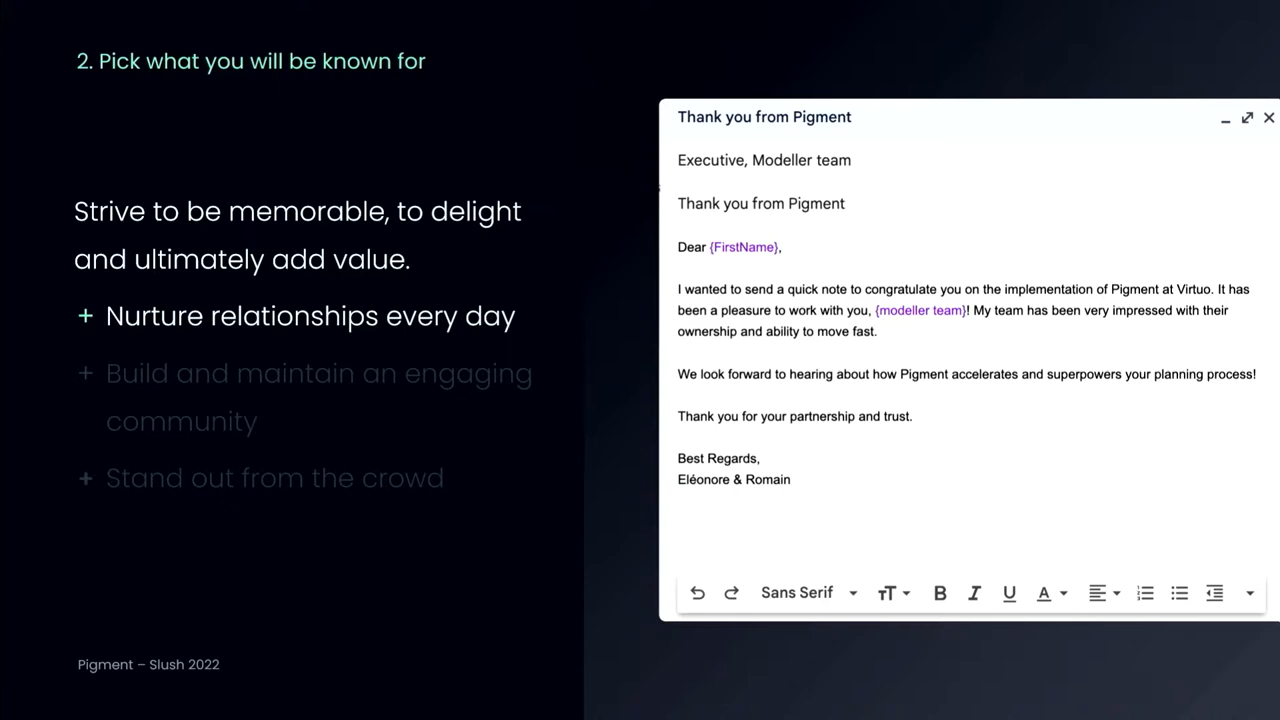 2. Pick what you will be known for
Strive to be memorable, to delight
and ultimately add value.
+ Nurture relationships every day
+ Build and maintain an engaging
community
+ Stand out from the crowd
Pigment – Slush 2022
Thank you from Pigment
Executive, Modeller team
Thank you from Pigment
Dear {FirstName},
I wanted to send a quick note to congratulate you on the implementation of Pigment at Virtuo. It has
been a pleasure to work with you, {modeller team}! My team has been very impressed with their
ownership and ability to move fast.
We look forward to hearing about how Pigment accelerates and superpowers your planning process!
Thank you for your partnership and trust.
Best Regards,
Eléonore & Romain
Sans Serif